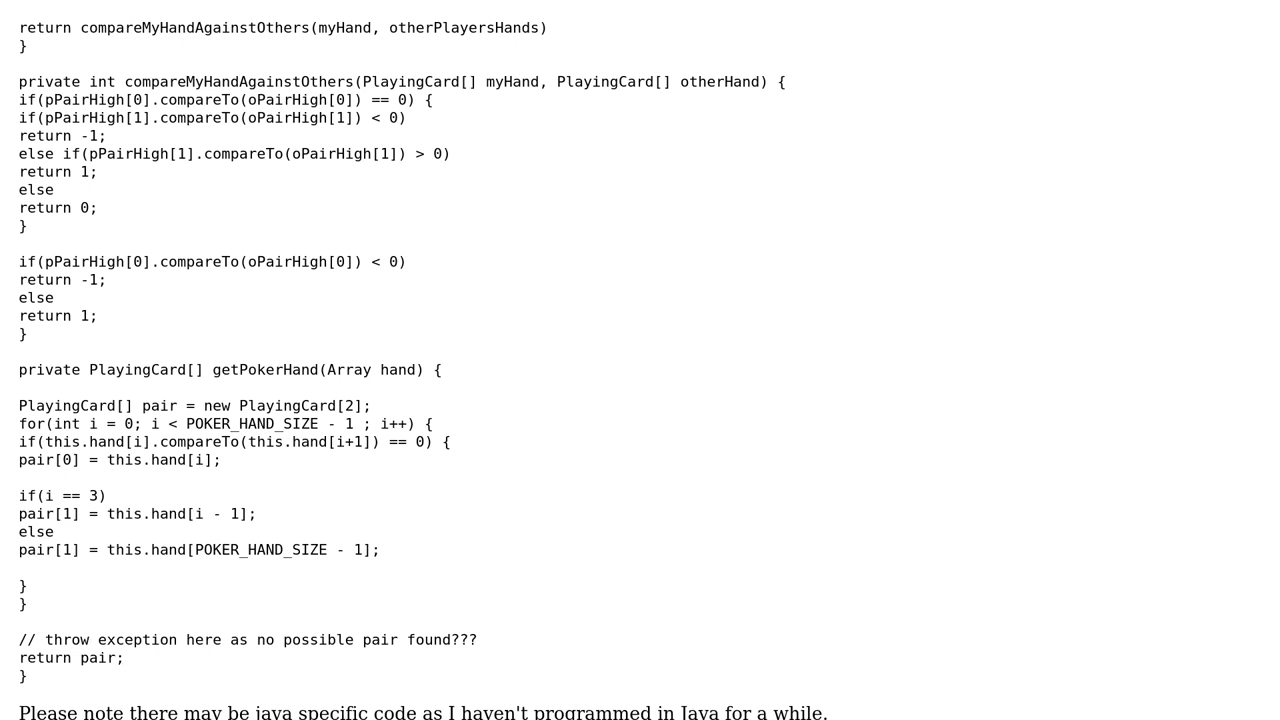 return compareMyHandAgainstOthers(myHand, otherPlayersHands)
}
private int compareMyHandAgainstOthers(PlayingCard[] myHand, PlayingCard[] otherHand) {
if(pPairHigh[0].compareTo(oPairHigh[0]) == 0) {
if(pPairHigh[1].compareTo(oPairHigh[1]) < 0)
return -1;
else if(pPairHigh[1].compareTo(oPairHigh[1]) > 0)
return 1;
else
return 0;
}
if(pPairHigh[0].compareTo(oPairHigh[0]) < 0)
return -1;
else
return 1;
}
private PlayingCard[] getPokerHand(Array hand) {
PlayingCard[] pair = new PlayingCard[2];
for(int i = 0; i < POKER_HAND_SIZE - 1 ; i++) {
if(this.hand[i].compareTo(this.hand[i+1]) == 0) {
pair[0] = this.hand[i];
if(i == 3)
pair[1] = this.hand[i - 1];
else
pair[1] = this.hand[POKER_HAND_SIZE - 1];
}
}
// throw exception here as no possible pair found???
return pair;
}
Please note there may be java specific code as I haven't programmed in Java for a while.